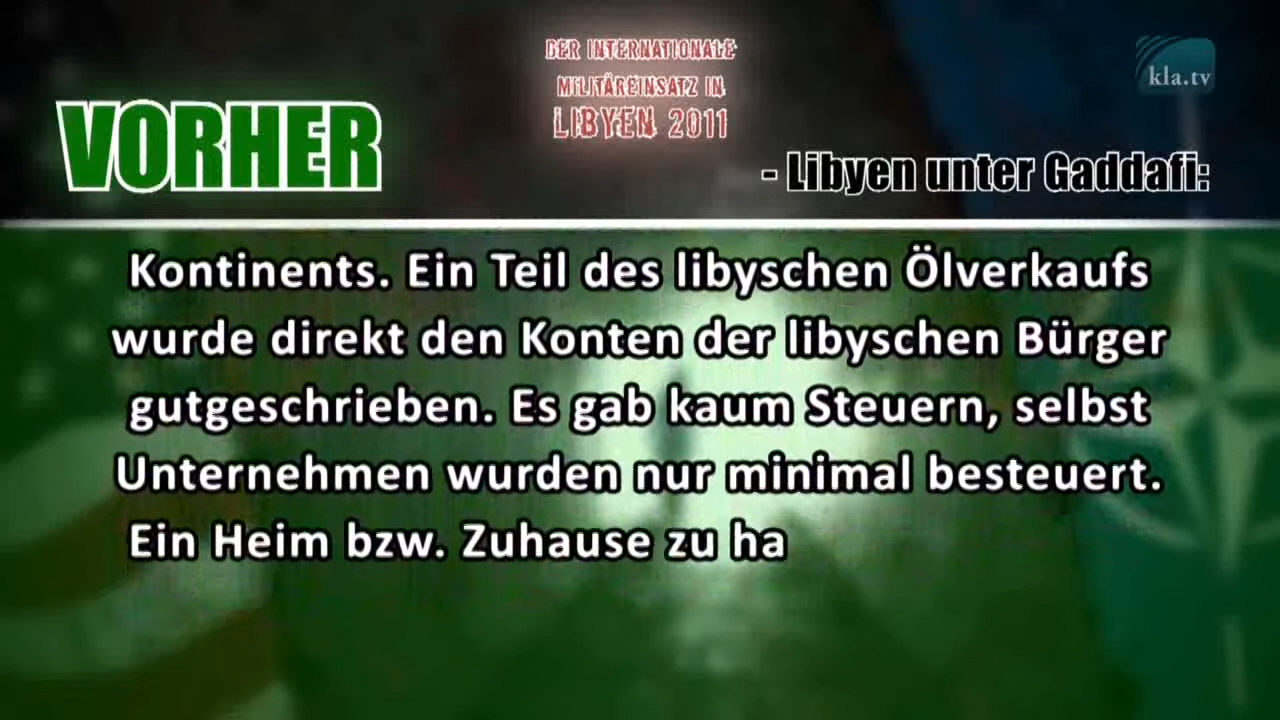 DER INTERNATIONALE
MILITÄREINSATZ IN
LIBYEN 2011
kla.tv
VORHER
- Libyen unter Gaddafi:
Kontinents. Ein Teil des libyschen Ölverkaufs
wurde direkt den Konten der libyschen Bürger
gutgeschrieben. Es gab kaum Steuern, selbst
Unternehmen wurden nur minimal besteuert.
Ein Heim bzw. Zuhause zu ha